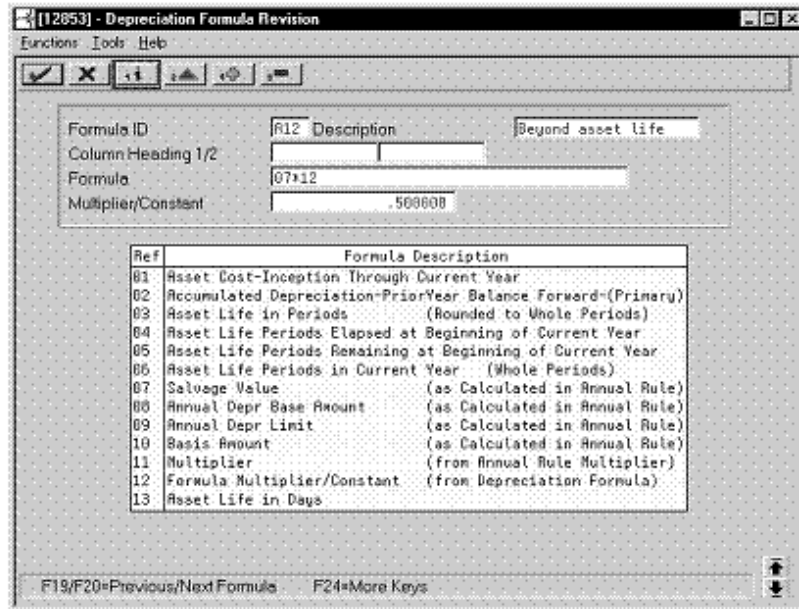 [12853] - Depreciation Formula Revision
Functions Tools Help
Formula ID A12 Description Beyond asset life
Column Heading 1/2
Formula 07*12
Multiplier/Constant .500000
Ref Formula Description
01 Asset Cost-Inception Through Current Year
02 Accumulated Depreciation-PriorYear Balance Forward-(Primary)
03 Asset Life in Periods (Rounded to Whole Periods)
04 Asset Life Periods Elapsed at Beginning of Current Year
05 Asset Life Periods Remaining at Beginning of Current Year
06 Asset Life Periods in Current Year (Whole Periods)
07 Salvage Value (as Calculated in Annual Rule)
08 Annual Depr Base Amount (as Calculated in Annual Rule)
09 Annual Depr Limit (as Calculated in Annual Rule)
10 Basis Amount (as Calculated in Annual Rule)
11 Multiplier (from Annual Rule Multiplier)
12 Formula Multiplier/Constant (from Depreciation Formula)
13 Asset Life in Days
F19/F20=Previous/Next Formula F24=More Keys